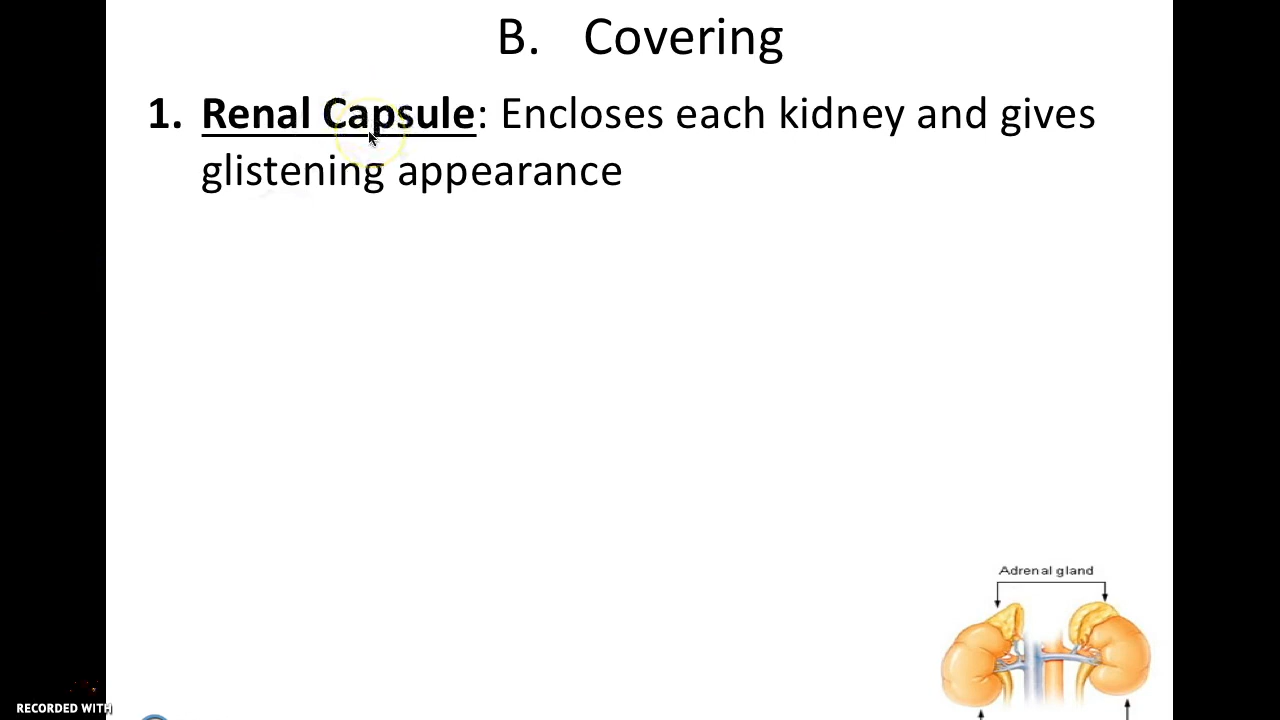 B. Covering
1. Renal Capsule: Encloses each kidney and gives
glistening appearance
Adrenal gland
RECORDED WITH